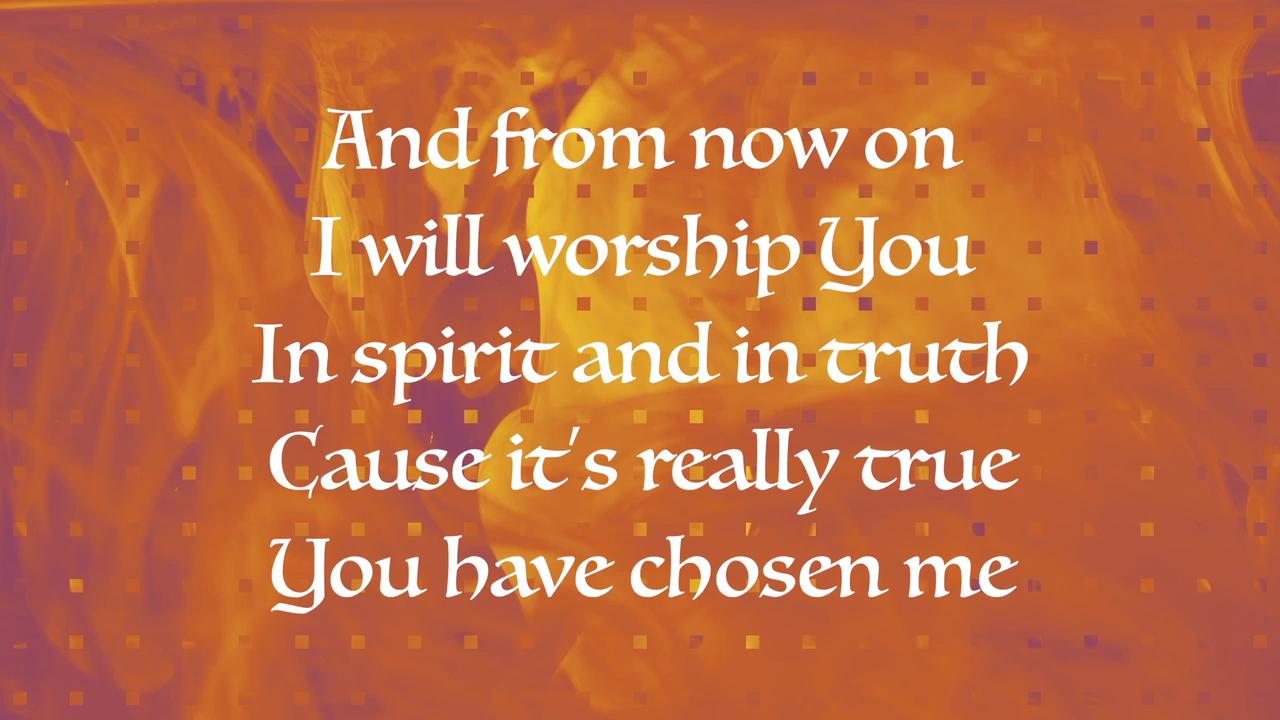 And from now on
I will worship You
In spirit and in truth
Cause it's really true
You have chosen me